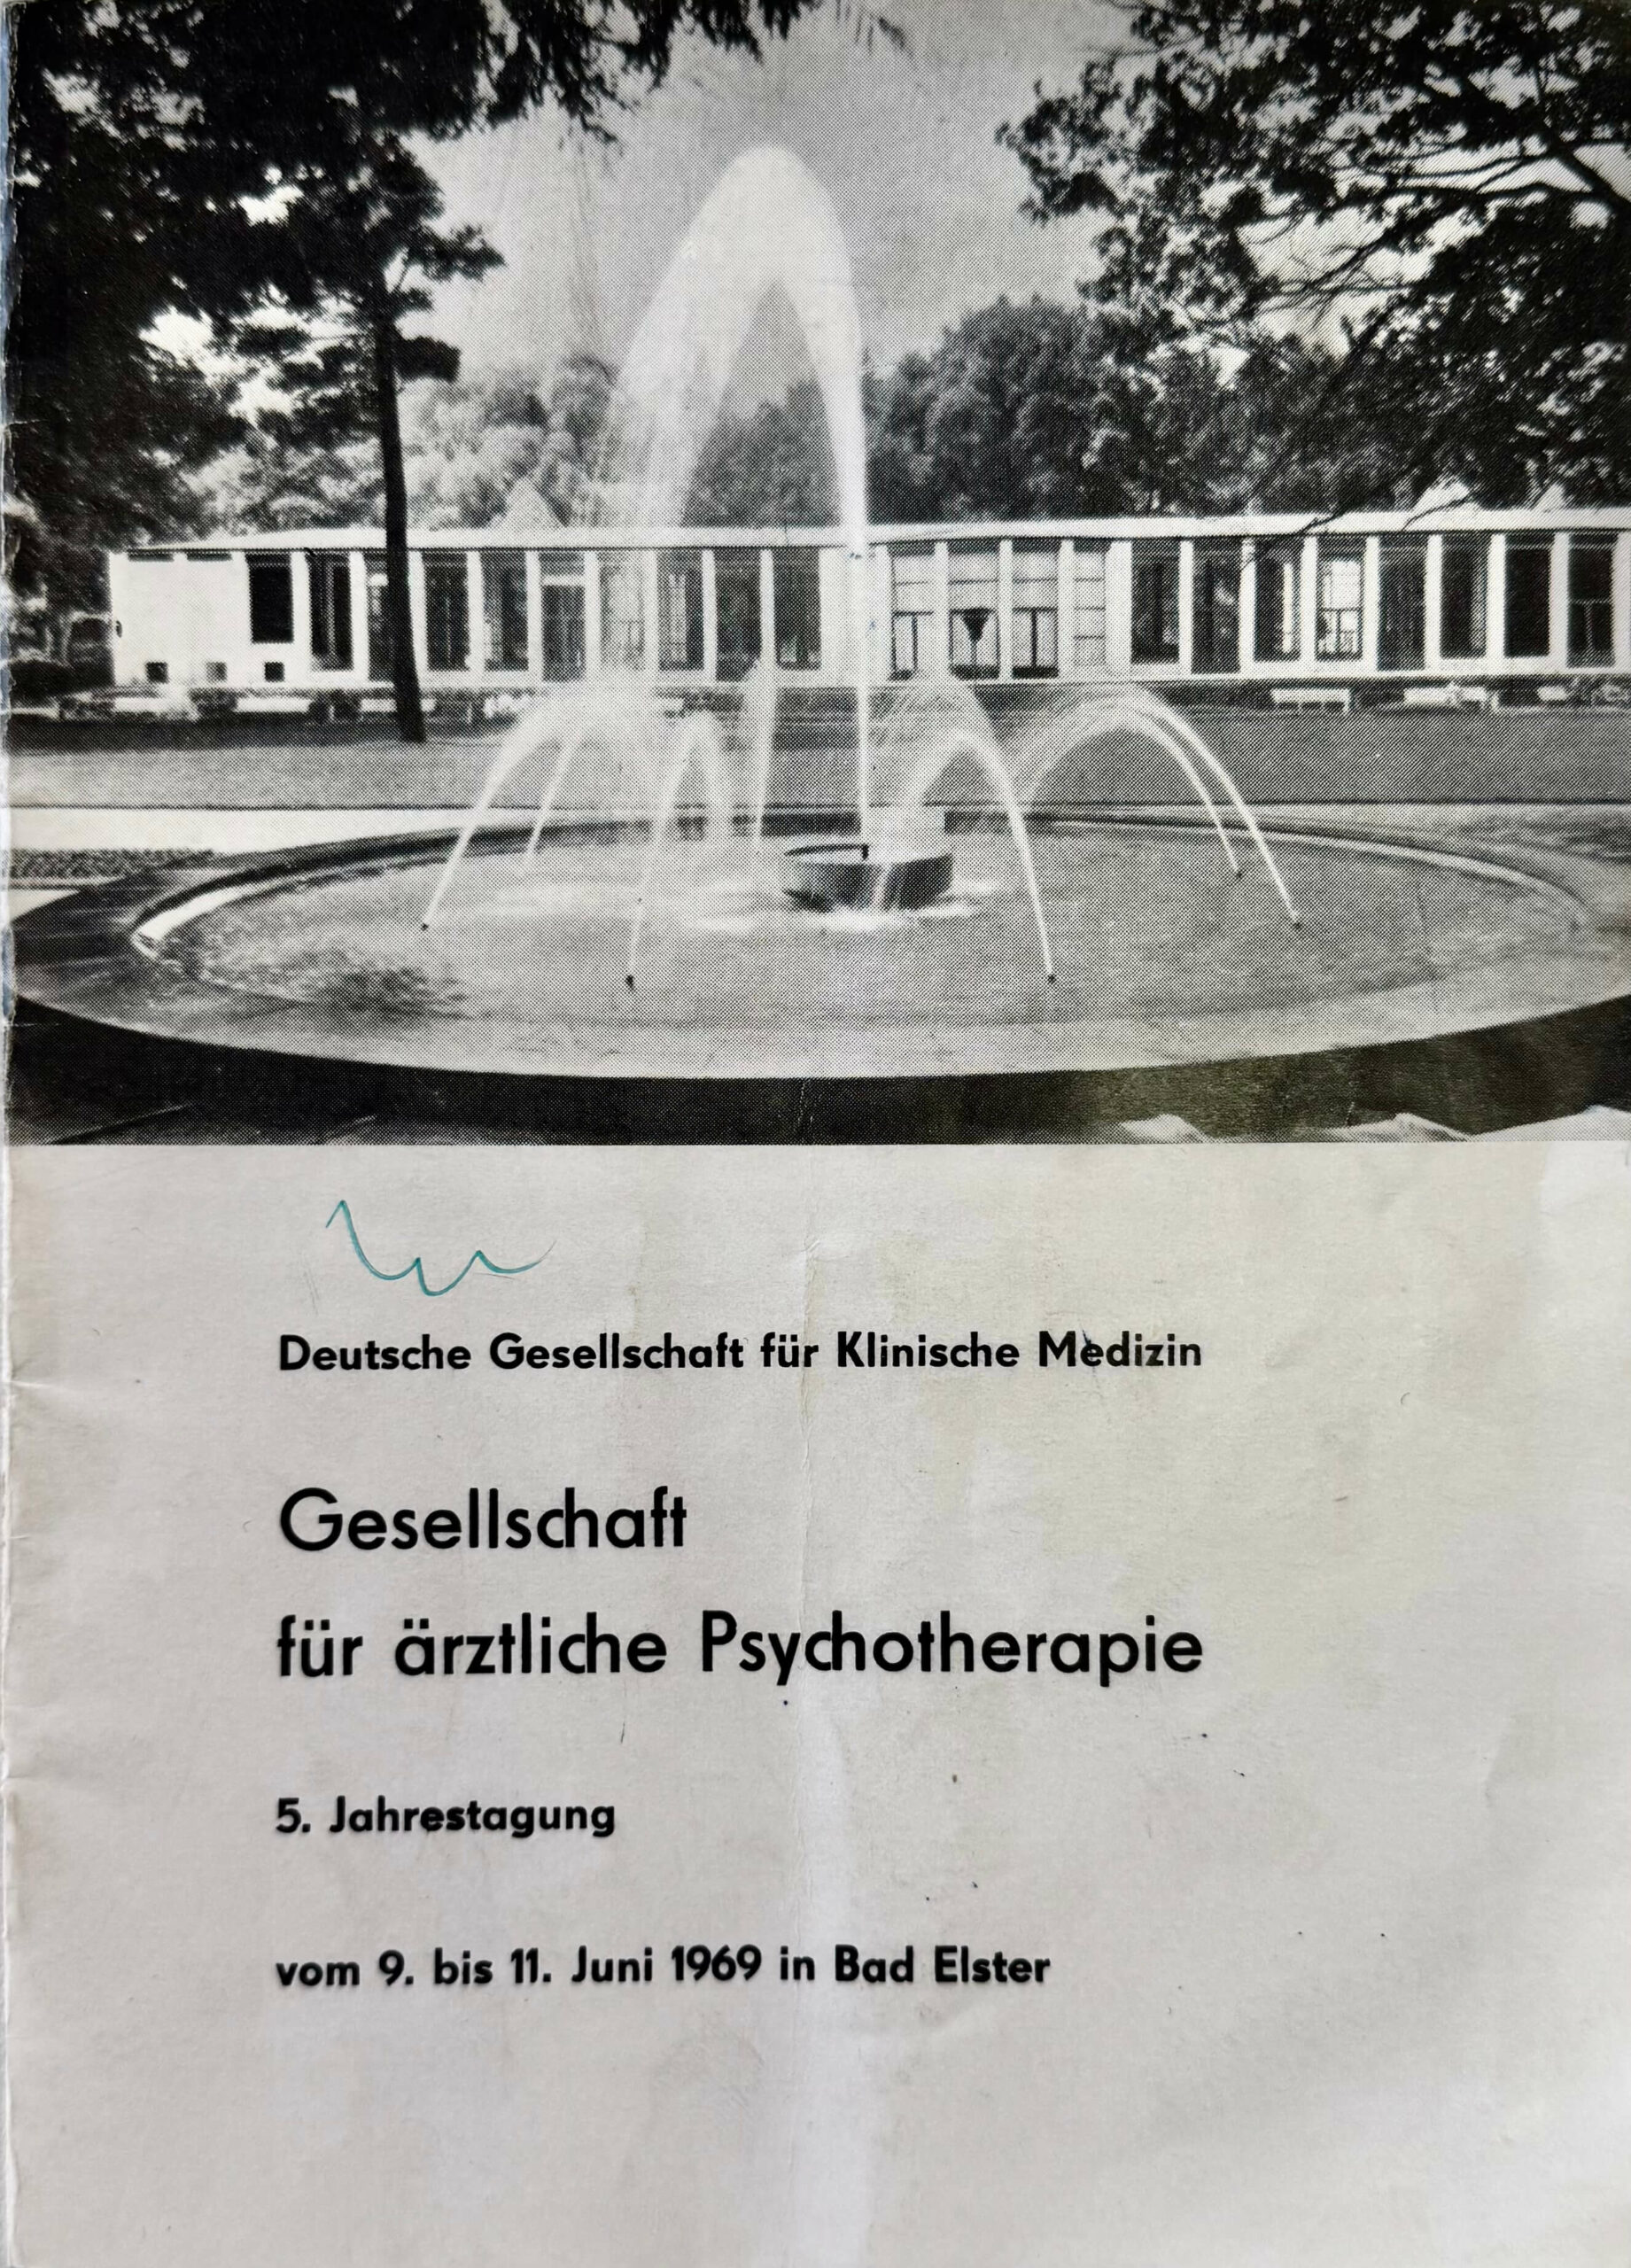 Deutsche Gesellschaft für Klinische Medizin
Gesellschaft
für ärztliche Psychotherapie
5. Jahrestagung
vom 9. bis 11. Juni 1969 in Bad Elster